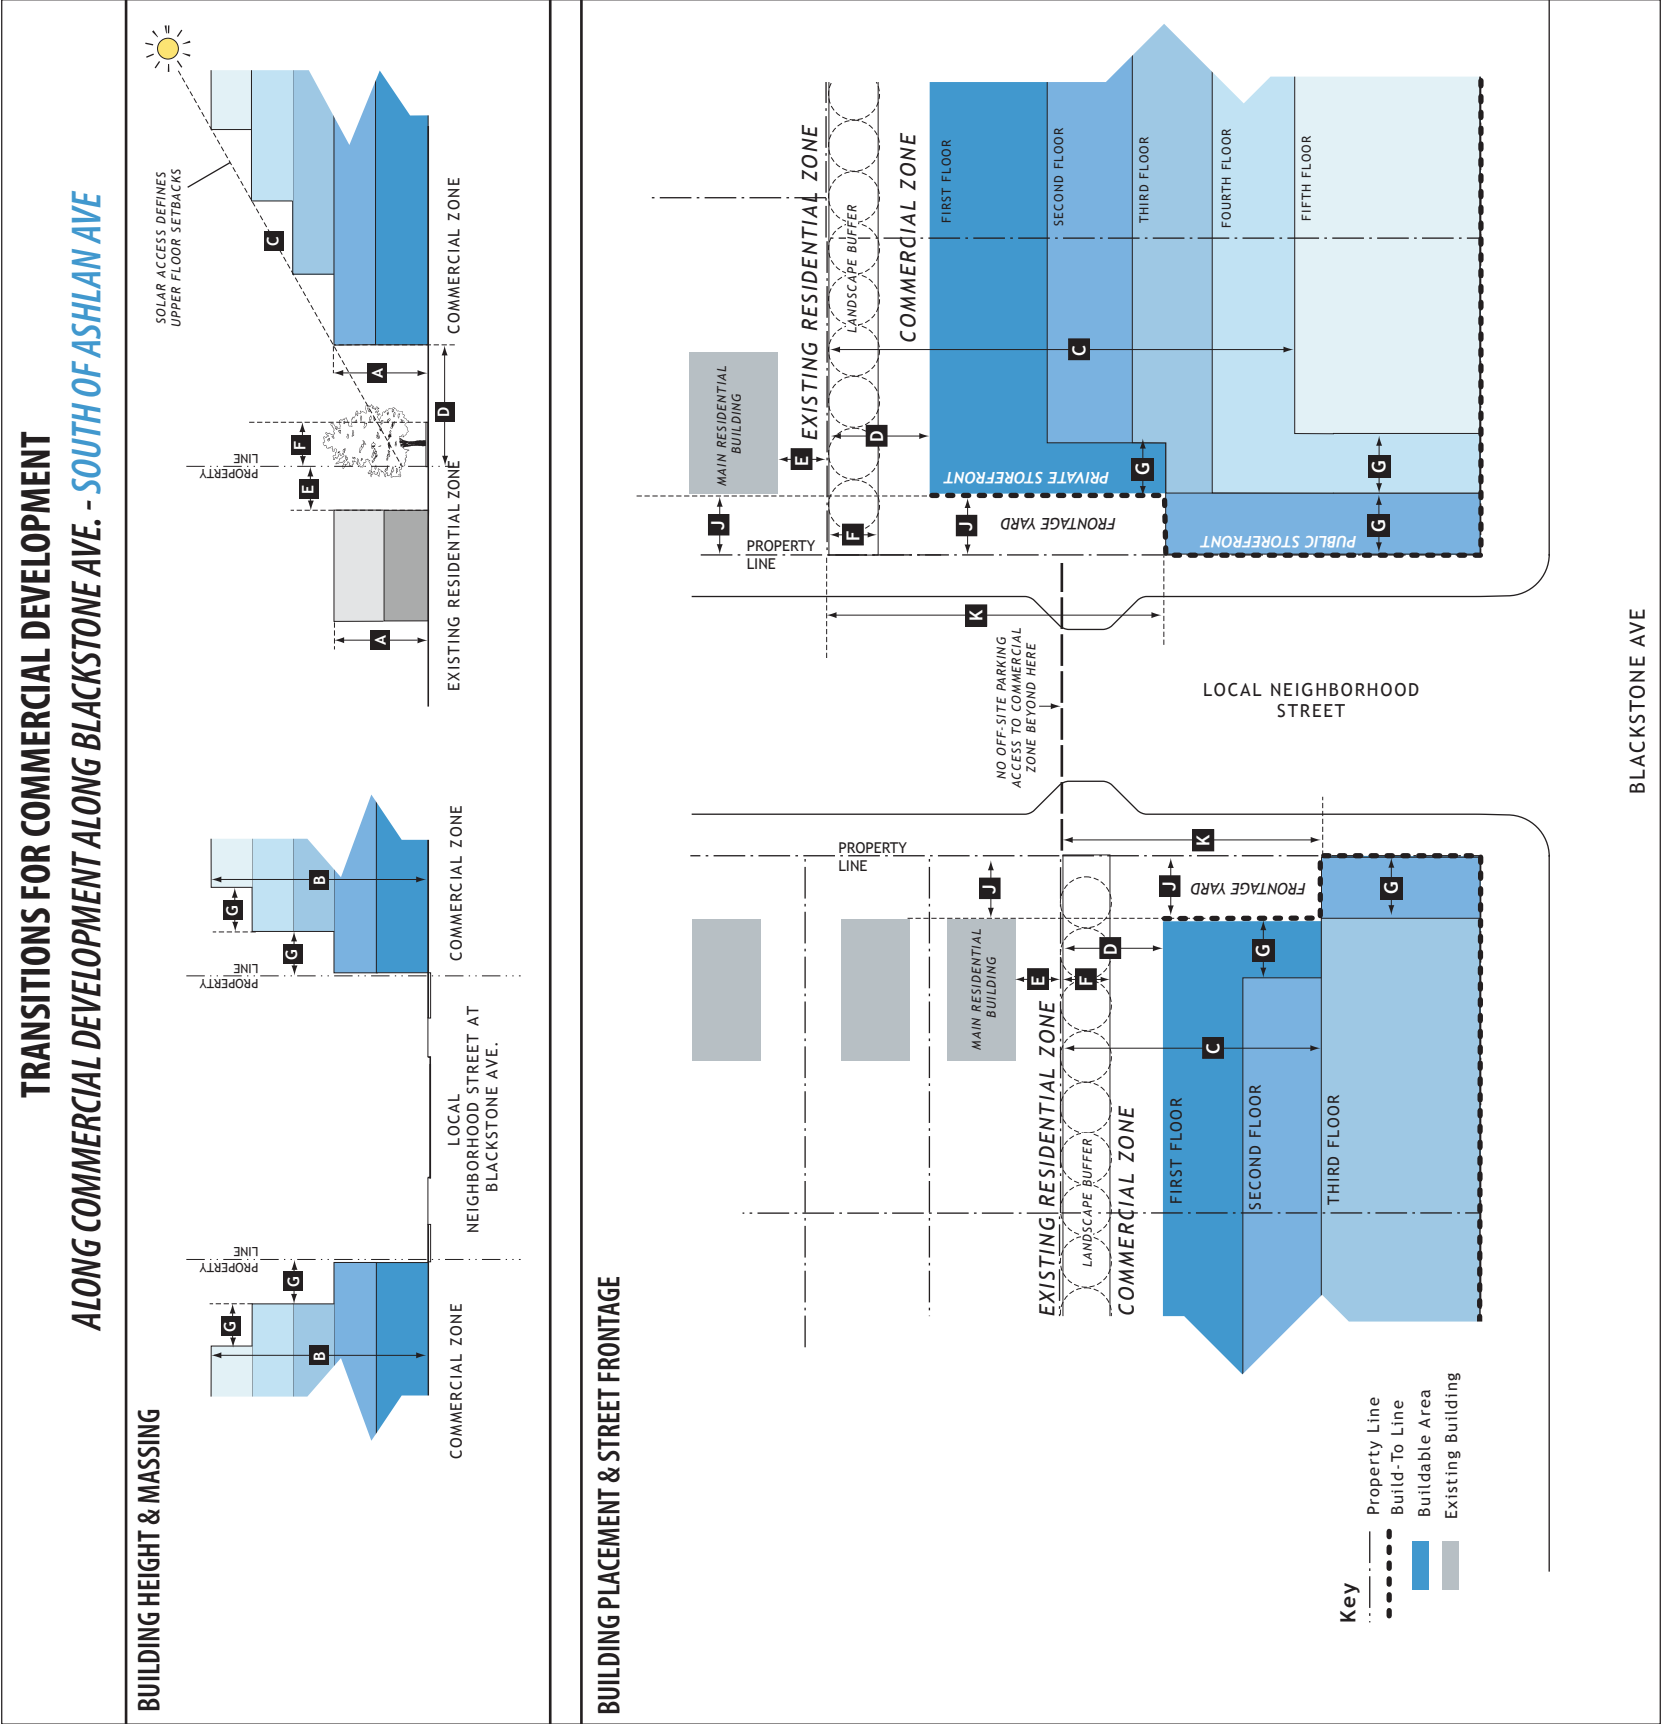 TRANSITIONS FOR COMMERCIAL DEVELOPMENT
ALONG COMMERCIAL DEVELOPMENT ALONG BLACKSTONE AVE. - SOUTH OF ASHLAN AVE
BUILDING HEIGHT & MASSING
G
B
G
PROPERTY
LINE
COMMERCIAL ZONE
LOCAL
NEIGHBORHOOD STREET AT
BLACKSTONE AVE.
PROPERTY
LINE
G
G
B
COMMERCIAL ZONE
A
EXISTING RESIDENTIAL ZONE
E
F
PROPERTY
LINE
D
A
C
SOLAR ACCESS DEFINES
UPPER FLOOR SETBACKS
COMMERCIAL ZONE
BUILDING PLACEMENT & STREET FRONTAGE
MAIN RESIDENTIAL
BUILDING
J
PROPERTY
LINE
E
EXISTING RESIDENTIAL ZONE
F
LANDSCAPE BUFFER
COMMERCIAL ZONE
D
C
FIRST FLOOR
SECOND FLOOR
THIRD FLOOR
G
J
FRONTAGE YARD
K
G
NO OFF-SITE PARKING
ACCESS TO COMMERCIAL
ZONE BEYOND HERE
LOCAL NEIGHBORHOOD
STREET
BLACKSTONE AVE
K
PROPERTY
LINE
J
MAIN RESIDENTIAL
BUILDING
E
EXISTING RESIDENTIAL ZONE
F
LANDSCAPE BUFFER
D
COMMERCIAL ZONE
C
J
FRONTAGE YARD
PRIVATE STOREFRONT
G
PUBLIC STOREFRONT
G
G
FIRST FLOOR
SECOND FLOOR
THIRD FLOOR
FOURTH FLOOR
FIFTH FLOOR
Key
Property Line
Build-To Line
Buildable Area
Existing Building